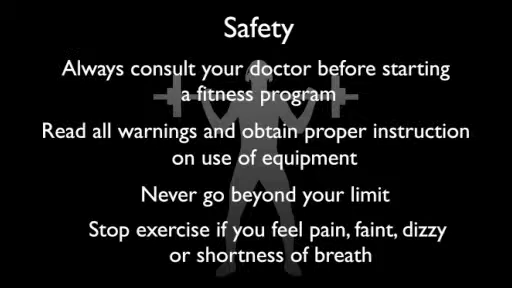 Safety
Always consult your doctor before starting
a fitness program
Read all warnings and obtain proper instruction
on use of equipment
Never go beyond your limit
Stop exercise if you feel pain, faint, dizzy
or shortness of breath